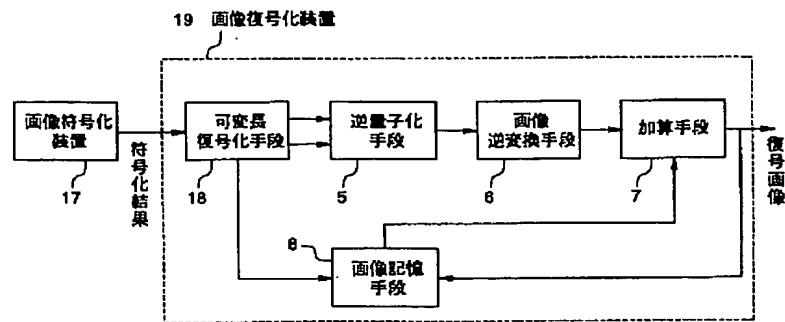 19 画像復号化装置
画像符号化
装置
17
符号化結果
可変長
復号化手段
18
逆量子化
手段
5
画像
逆変換手段
6
加算手段
7
復号画像
8
画像記憶
手段